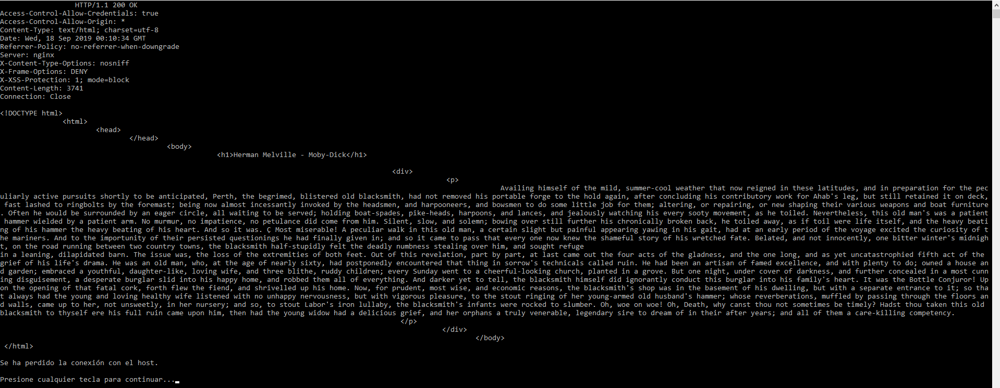 HTTP/1.1 200 OK
Access-Control-Allow-Credentials: true
Access-Control-Allow-Origin: *
Content-Type: text/html; charset=utf-8
Date: Wed, 18 Sep 2019 00:10:34 GMT
Referrer-Policy: no-referrer-when-downgrade
Server: nginx
X-Content-Type-Options: nosniff
X-Frame-Options: DENY
X-XSS-Protection: 1; mode=block
Content-Length: 3741
Connection: Close
<!DOCTYPE html>
<html>
<head>
</head>
<body>
<h1>Herman Melville - Moby-Dick</h1>
<div>
<p>
Availing himself of the mild, summer-cool weather that now reigned in these latitudes, and in preparation for the pec
uliarly active pursuits shortly to be anticipated, Perth, the begrimed, blistered old blacksmith, had not removed his portable forge to the hold again, after concluding his contributory work for Ahab's leg, but still retained it on deck,
fast lashed to ringbolts by the foremast; being now almost incessantly invoked by the headsmen, and harpooneers, and bowsmen to do some little job for them; altering, or repairing, or new shaping their various weapons and boat furniture
. Often he would be surrounded by an eager circle, all waiting to be served; holding boat-spades, pike-heads, harpoons, and lances, and jealously watching his every sooty movement, as he toiled. Nevertheless, this old man's was a patient
hammer wielded by a patient arm. No murmur, no impatience, no petulance did come from him. Silent, slow, and solemn; bowing over still further his chronically broken back, he toiled away, as if toil were life itself, and the heavy beati
ng of his hammer the heavy beating of his heart. And so it was. Ç Most miserable! A peculiar walk in this old man, a certain slight but painful appearing yawing in his gait, had at an early period of the voyage excited the curiosity of t
he mariners. And to the importunity of their persisted questionings he had finally given in; and so it came to pass that every one now knew the shameful story of his wretched fate. Belated, and not innocently, one bitter winter's midnigh
t, on the road running between two country towns, the blacksmith half-stupidly felt the deadly numbness stealing over him, and sought refuge
in a leaning, dilapidated barn. The issue was, the loss of the extremities of both feet. Out of this revelation, part by part, at last came out the four acts of the gladness, and the one long, and as yet uncatastrophied fifth act of the
grief of his life's drama. He was an old man, who, at the age of nearly sixty, had postponedly encountered that thing in sorrow's technicals called ruin. He had been an artisan of famed excellence, and with plenty to do; owned a house an
d garden; embraced a youthful, daughter-like, loving wife, and three blithe, ruddy children; every Sunday went to a cheerful-looking church, planted in a grove. But one night, under cover of darkness, and further concealed in a most cunn
ing disguisement, a desperate burglar slid into his happy home, and robbed them all of everything. And darker yet to tell, the blacksmith himself did ignorantly conduct this burglar into his family's heart. It was the Bottle Conjuror! Up
on the opening of that fatal cork, forth flew the fiend, and shrivelled up his home. Now, for prudent, most wise, and economic reasons, the blacksmith's shop was in the basement of his dwelling, but with a separate entrance to it; so tha
t always had the young and loving healthy wife listened with no unhappy nervousness, but with vigorous pleasure, to the stout ringing of her young-armed old husband's hammer; whose reverberations, muffled by passing through the floors an
d walls, came up to her, not unsweetly, in her nursery; and so, to stout Labor's iron lullaby, the blacksmith's infants were rocked to slumber. Oh, woe on woe! Oh, Death, why canst thou not sometimes be timely? Hadst thou taken this old
blacksmith to thyself ere his full ruin came upon him, then had the young widow had a delicious grief, and her orphans a truly venerable, legendary sire to dream of in their after years; and all of them a care-killing competency.
</p>
</div>
</body>
</html>
Se ha perdido la conexión con el host.
Presione cualquier tecla para continuar...